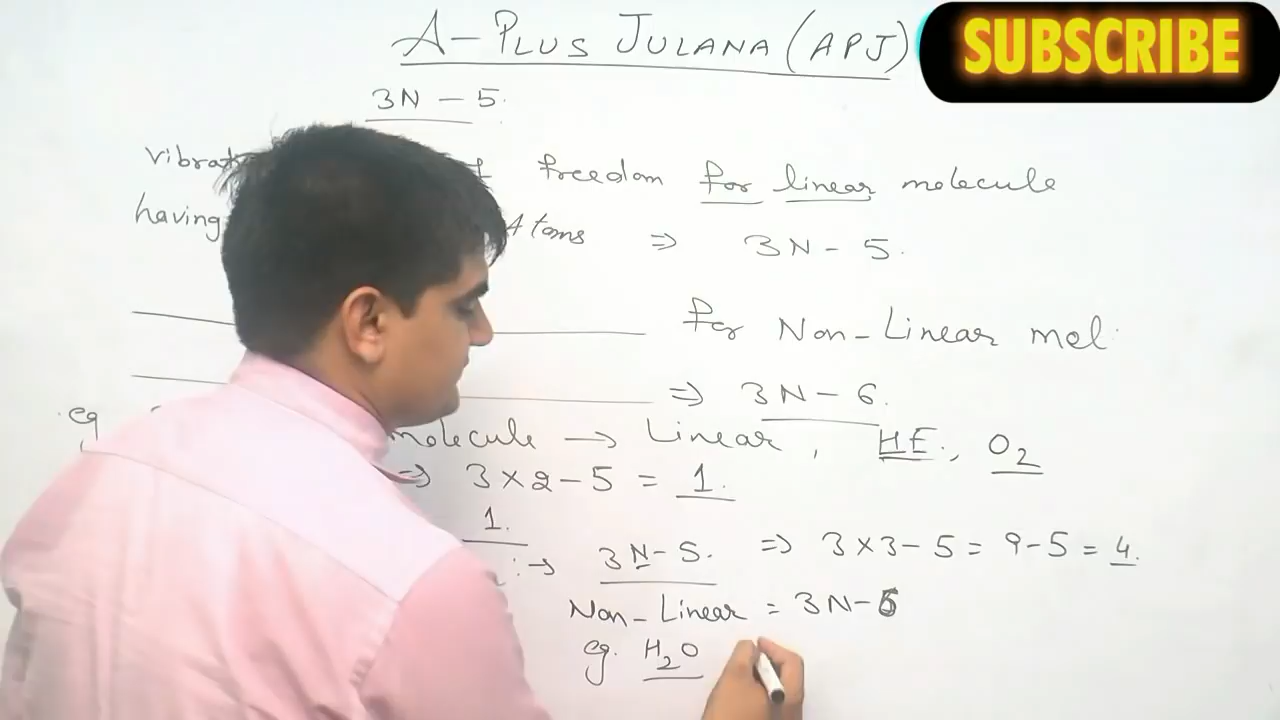 A-PLUS JULANA (APJ)
SUBSCRIBE
3N - 5.
freedom for linear molecule
having Atoms ⇒ 3N - 5.
for Non-Linear mol.
⇒ 3N - 6.
eg molecule → Linear, HF., O2
⇒ 3×2-5 = 1.
1.
:→ 3N-5. ⇒ 3×3-5 = 9-5 = 4.
Non-Linear = 3N-6
eg. H2O